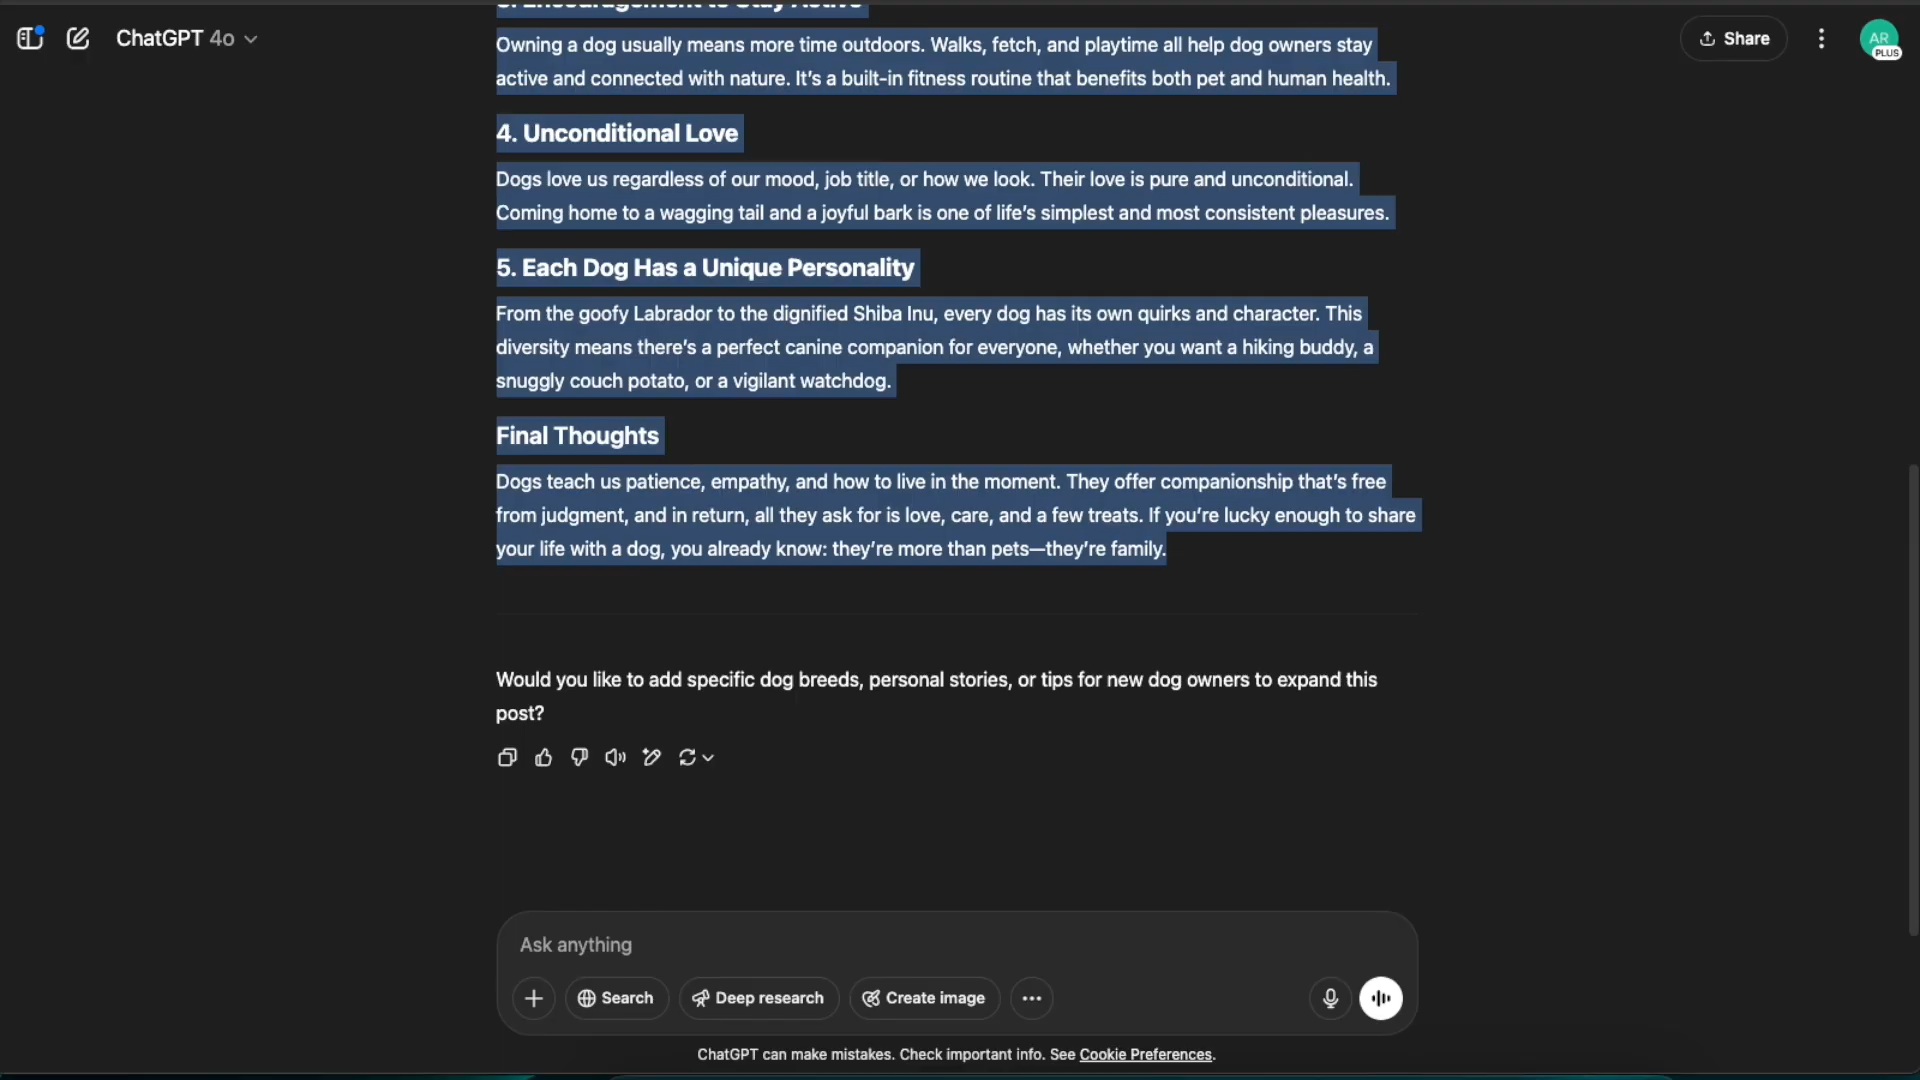 ChatGPT 4o
Share
AR
PLUS
3. Encouragement to Stay Active
Owning a dog usually means more time outdoors. Walks, fetch, and playtime all help dog owners stay
active and connected with nature. It’s a built-in fitness routine that benefits both pet and human health.
4. Unconditional Love
Dogs love us regardless of our mood, job title, or how we look. Their love is pure and unconditional.
Coming home to a wagging tail and a joyful bark is one of life’s simplest and most consistent pleasures.
5. Each Dog Has a Unique Personality
From the goofy Labrador to the dignified Shiba Inu, every dog has its own quirks and character. This
diversity means there’s a perfect canine companion for everyone, whether you want a hiking buddy, a
snuggly couch potato, or a vigilant watchdog.
Final Thoughts
Dogs teach us patience, empathy, and how to live in the moment. They offer companionship that’s free
from judgment, and in return, all they ask for is love, care, and a few treats. If you’re lucky enough to share
your life with a dog, you already know: they’re more than pets—they’re family.
Would you like to add specific dog breeds, personal stories, or tips for new dog owners to expand this
post?
Ask anything
Search
Deep research
Create image
ChatGPT can make mistakes. Check important info. See Cookie Preferences.